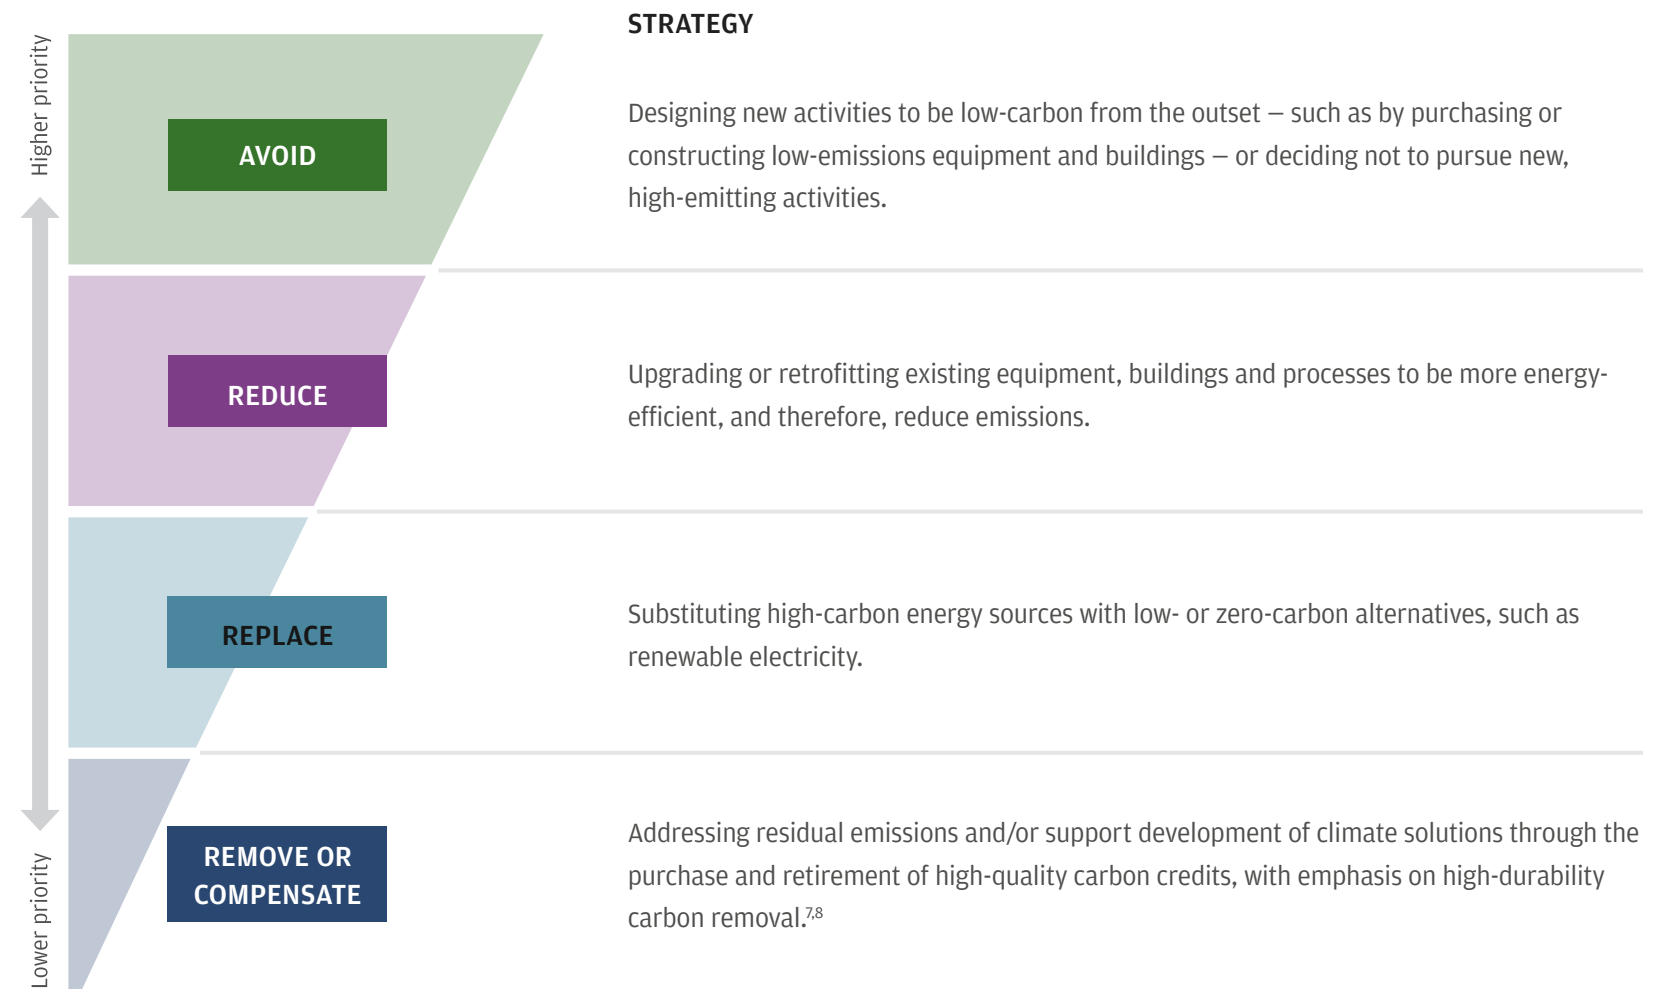 STRATEGY
Higher priority
AVOID
Designing new activities to be low-carbon from the outset – such as by purchasing or
constructing low-emissions equipment and buildings – or deciding not to pursue new,
high-emitting activities.
REDUCE
Upgrading or retrofitting existing equipment, buildings and processes to be more energy-
efficient, and therefore, reduce emissions.
REPLACE
Substituting high-carbon energy sources with low- or zero-carbon alternatives, such as
renewable electricity.
REMOVE OR
COMPENSATE
Addressing residual emissions and/or support development of climate solutions through the
purchase and retirement of high-quality carbon credits, with emphasis on high-durability
carbon removal.7,8
Lower priority